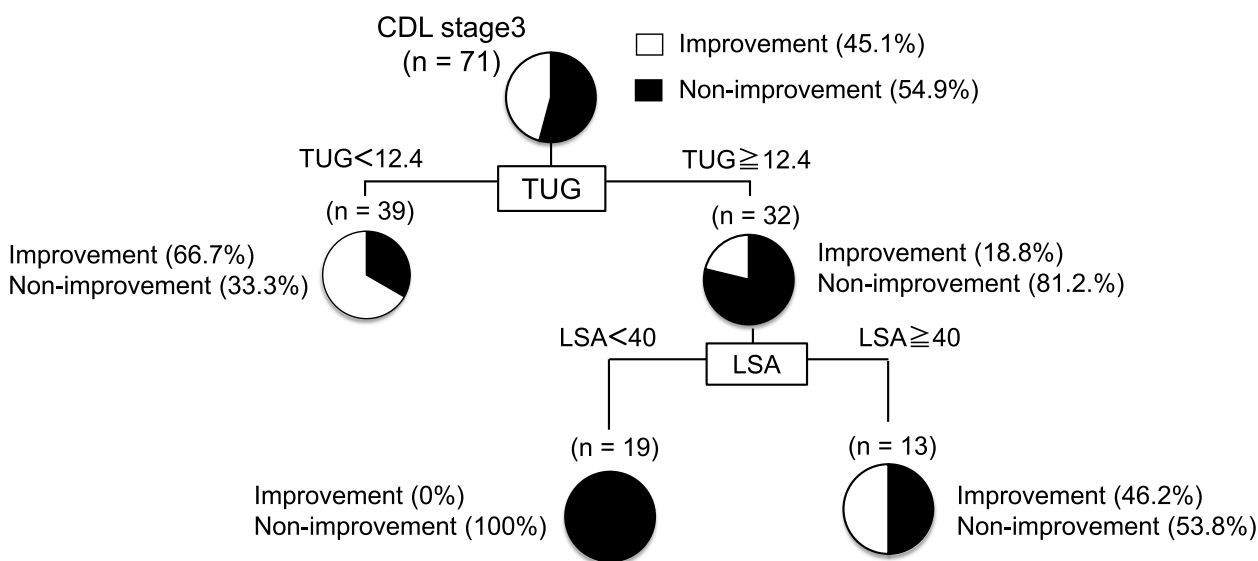 CDL stage3
(n = 71)
Improvement (45.1%)
Non-improvement (54.9%)
TUG<12.4
TUG≧12.4
TUG
(n = 39)
(n = 32)
Improvement (66.7%)
Non-improvement (33.3%)
Improvement (18.8%)
Non-improvement (81.2.%)
LSA<40
LSA≧40
LSA
(n = 19)
(n = 13)
Improvement (0%)
Non-improvement (100%)
Improvement (46.2%)
Non-improvement (53.8%)